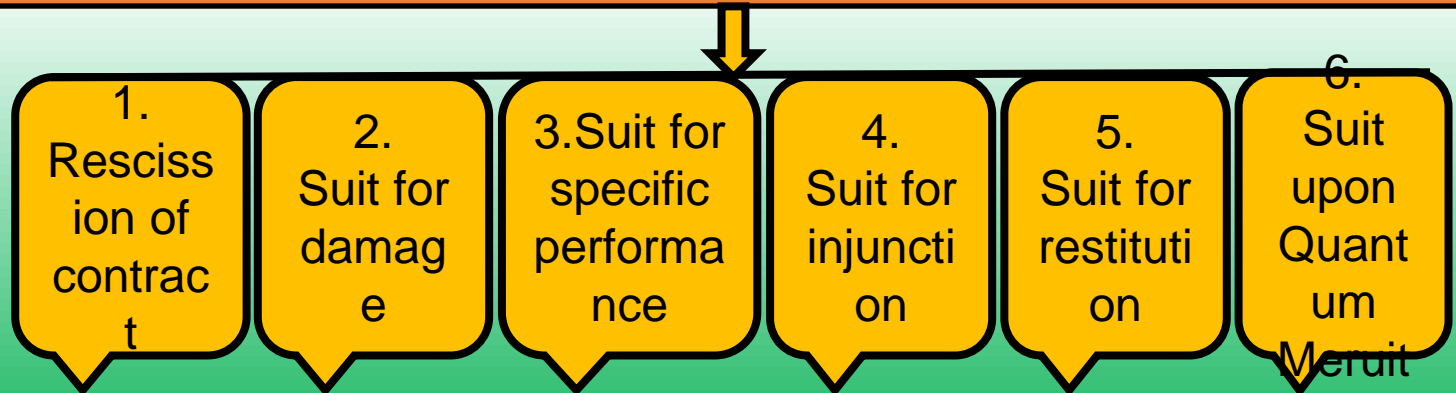 1.
Resciss
ion of
contrac
t
2.
Suit for
damag
e
3.Suit for
specific
performa
nce
4.
Suit for
injuncti
on
5.
Suit for
restituti
on
6.
Suit
upon
Quant
um
Meruit